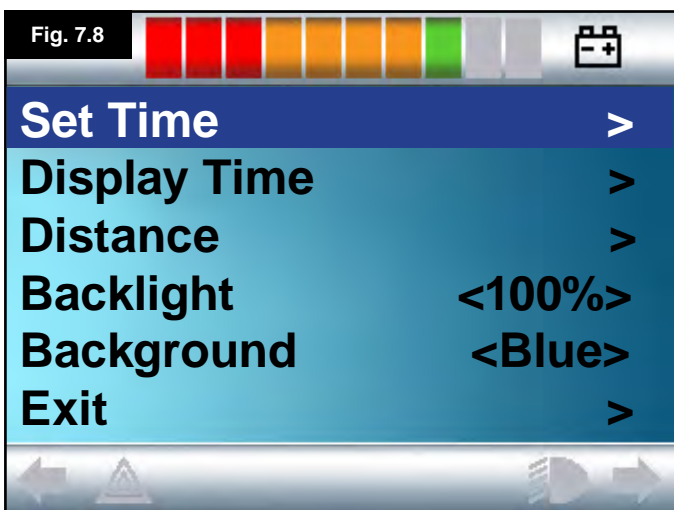 Fig. 7.8
Set Time >
Display Time >
Distance >
Backlight <100%>
Background <Blue>
Exit >